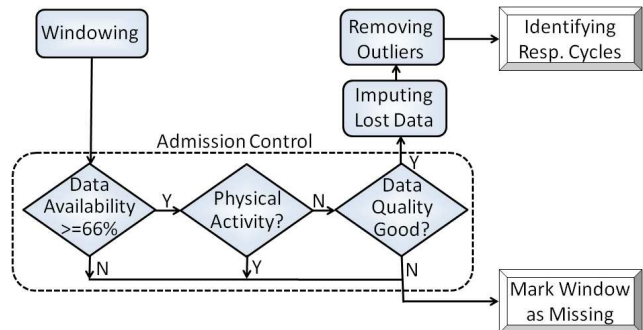 Windowing
Removing
Outliers
Identifying
Resp. Cycles
Imputing
Lost Data
Admission Control
Y
Data
Availability
>=66%
Y
Physical
Activity?
N
Data
Quality
Good?
N
Y
N
Mark Window
as Missing